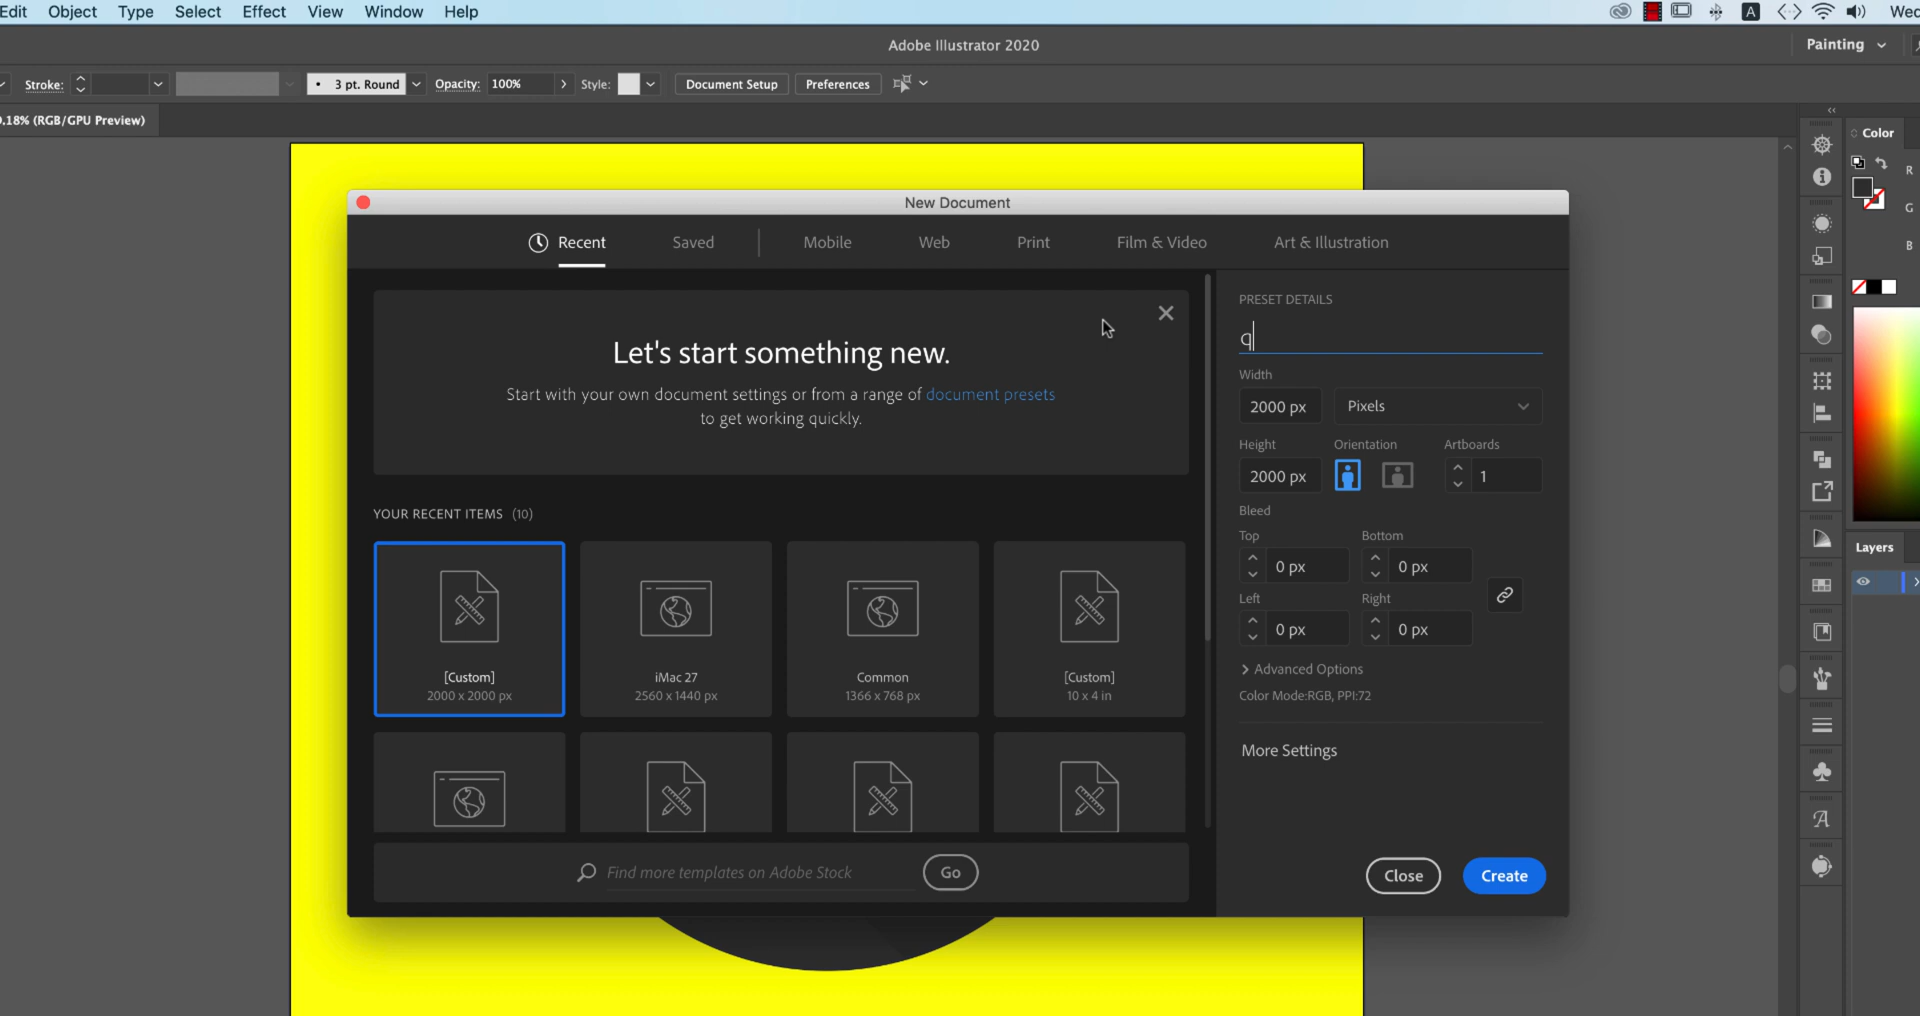 Edit Object Type Select Effect View Window Help A Wed
Adobe Illustrator 2020 Painting
Stroke: • 3 pt. Round Opacity: 100% Style: Document Setup Preferences
.18% (RGB/GPU Preview)
Color
R
G
B
New Document
Recent Saved Mobile Web Print Film & Video Art & Illustration
Let's start something new.
Start with your own document settings or from a range of document presets
to get working quickly.
YOUR RECENT ITEMS (10)
[Custom]
2000 x 2000 px
iMac 27
2560 x 1440 px
Common
1366 x 768 px
[Custom]
10 x 4 in
Find more templates on Adobe Stock Go
PRESET DETAILS
q
Width
2000 px Pixels
Height Orientation Artboards
2000 px 1
Bleed
Top Bottom
0 px 0 px
Left Right
0 px 0 px
Advanced Options
Color Mode:RGB, PPI:72
More Settings
Close Create
Layers